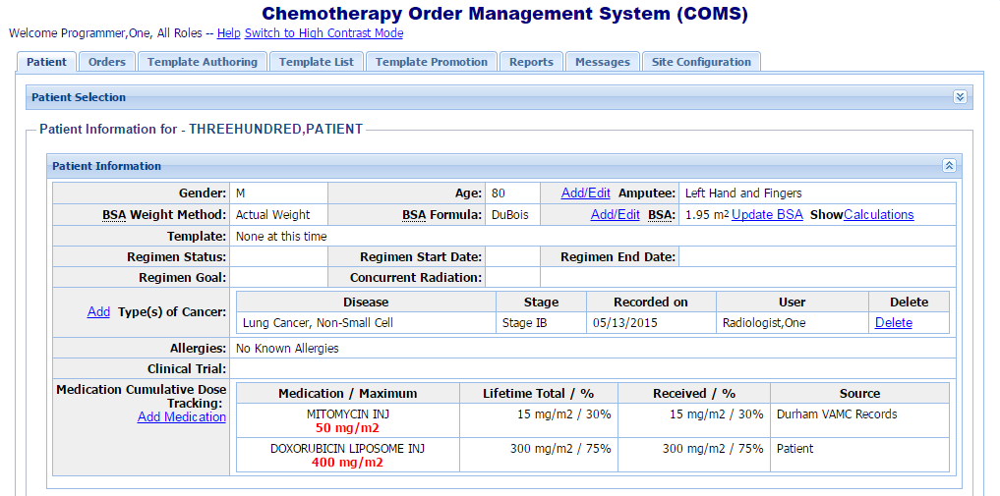 Chemotherapy Order Management System (COMS)
Welcome Programmer,One, All Roles -- Help Switch to High Contrast Mode
Patient Orders Template Authoring Template List Template Promotion Reports Messages Site Configuration
Patient Selection
Patient Information for - THREEHUNDRED,PATIENT
Patient Information
Gender: M Age: 80 Add/Edit Amputee: Left Hand and Fingers
BSA Weight Method: Actual Weight BSA Formula: DuBois Add/Edit BSA: 1.95 m2 Update BSA ShowCalculations
Template: None at this time
Regimen Status: Regimen Start Date: Regimen End Date:
Regimen Goal: Concurrent Radiation:
Add Type(s) of Cancer:
Disease Stage Recorded on User Delete
Lung Cancer, Non-Small Cell Stage IB 05/13/2015 Radiologist,One Delete
Allergies: No Known Allergies
Clinical Trial:
Medication Cumulative Dose
Tracking:
Add Medication
Medication / Maximum Lifetime Total / % Received / % Source
MITOMYCIN INJ 15 mg/m2 / 30% 15 mg/m2 / 30% Durham VAMC Records
50 mg/m2
DOXORUBICIN LIPOSOME INJ 300 mg/m2 / 75% 300 mg/m2 / 75% Patient
400 mg/m2